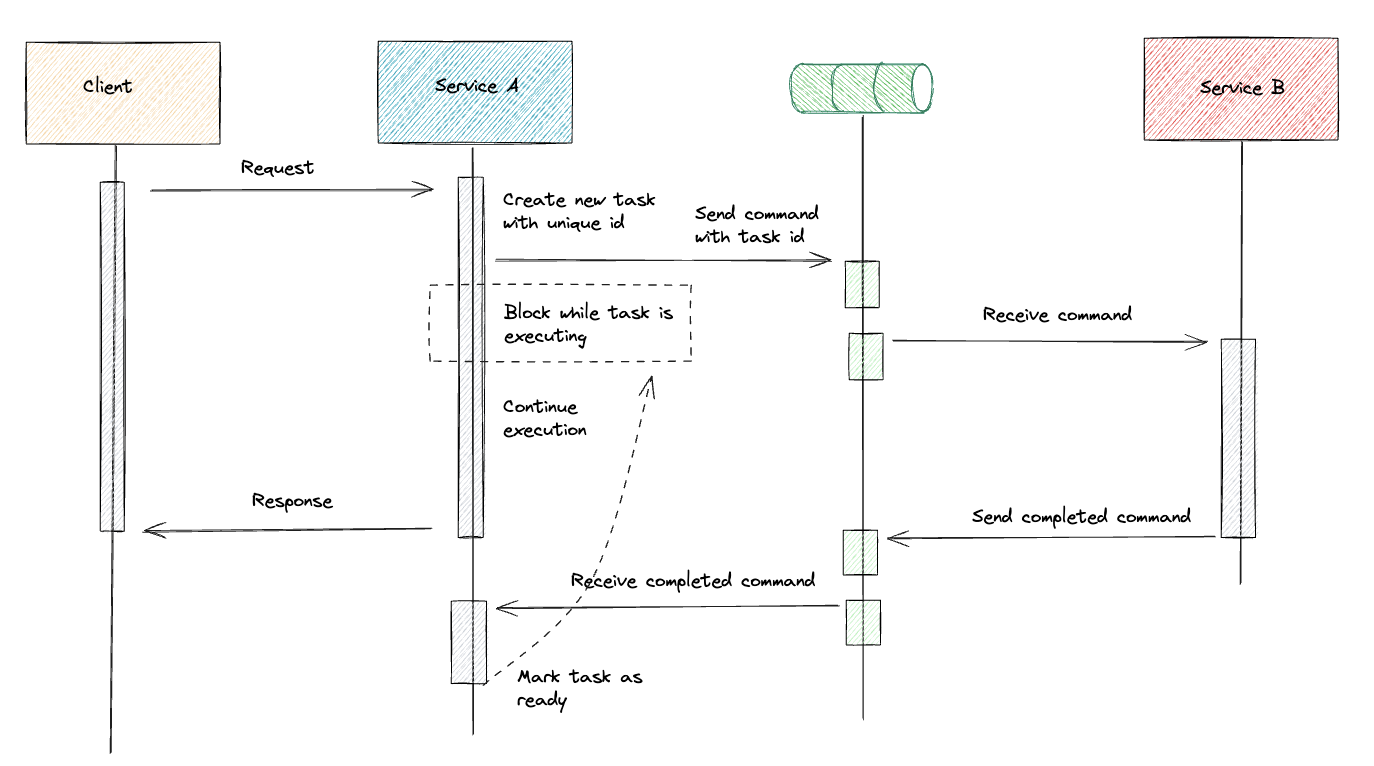 Client
Service A
Service B
Request
Create new task
with unique id
Send command
with task id
Block while task is
executing
Receive command
Continue
execution
Response
Send completed command
Receive completed command
Mark task as
ready